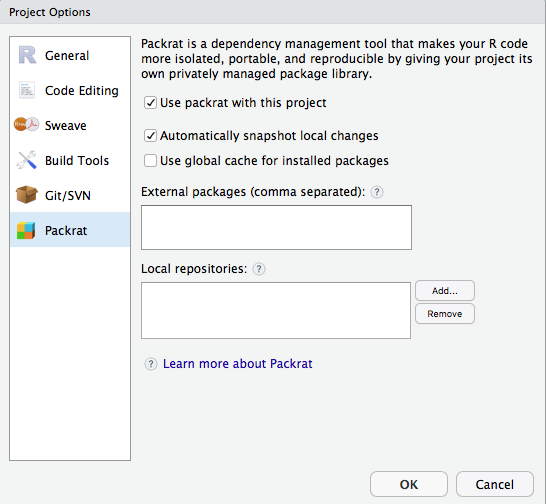 Project Options
R General
Code Editing
Sweave
Build Tools
Git/SVN
Packrat
Packrat is a dependency management tool that makes your R code
more isolated, portable, and reproducible by giving your project its
own privately managed package library.
Use packrat with this project
Automatically snapshot local changes
Use global cache for installed packages
External packages (comma separated): ?
Local repositories: ?
Add...
Remove
? Learn more about Packrat
OK
Cancel